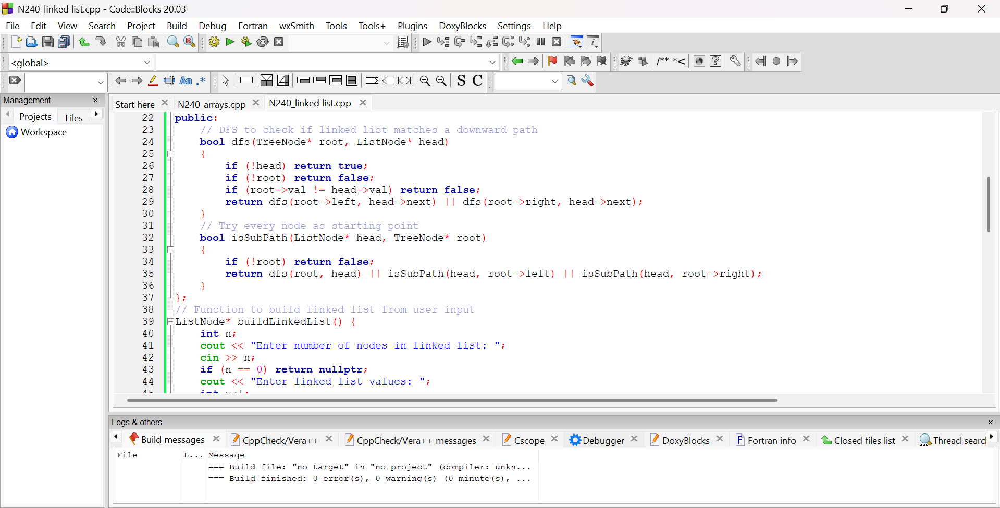 N240_linked list.cpp - Code::Blocks 20.03
File Edit View Search Project Build Debug Fortran wxSmith Tools Tools+ Plugins DoxyBlocks Settings Help
<global>
/** *<
Aa .* S C
Management
Projects Files
Workspace
Start here N240_arrays.cpp N240_linked list.cpp
22 public:
23 // DFS to check if linked list matches a downward path
24 bool dfs(TreeNode* root, ListNode* head)
25 {
26 if (!head) return true;
27 if (!root) return false;
28 if (root->val != head->val) return false;
29 return dfs(root->left, head->next) || dfs(root->right, head->next);
30 }
31 // Try every node as starting point
32 bool isSubPath(ListNode* head, TreeNode* root)
33 {
34 if (!root) return false;
35 return dfs(root, head) || isSubPath(head, root->left) || isSubPath(head, root->right);
36 }
37 };
38 // Function to build linked list from user input
39 ListNode* buildLinkedList() {
40 int n;
41 cout << "Enter number of nodes in linked list: ";
42 cin >> n;
43 if (n == 0) return nullptr;
44 cout << "Enter linked list values: ";
45 int val;
Logs & others
Build messages CppCheck/Vera++ CppCheck/Vera++ messages Cscope Debugger DoxyBlocks Fortran info Closed files list Thread searc
File L... Message
=== Build file: "no target" in "no project" (compiler: unkn...
=== Build finished: 0 error(s), 0 warning(s) (0 minute(s), ...